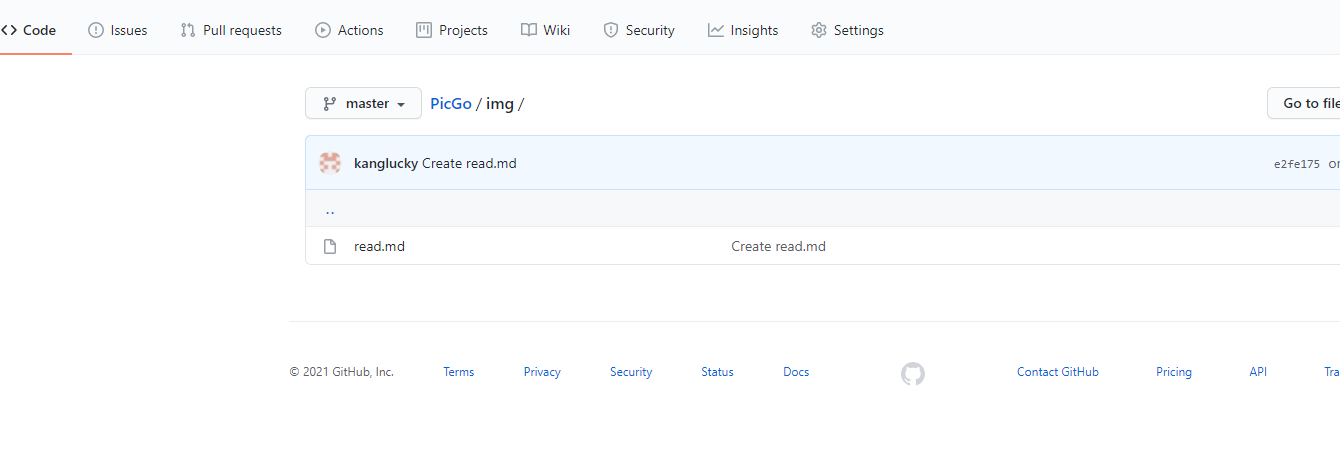 <> Code Issues Pull requests Actions Projects Wiki Security Insights Settings
master PicGo / img / Go to file
kanglucky Create read.md e2fe175 on
..
read.md Create read.md
© 2021 GitHub, Inc. Terms Privacy Security Status Docs Contact GitHub Pricing API Tra